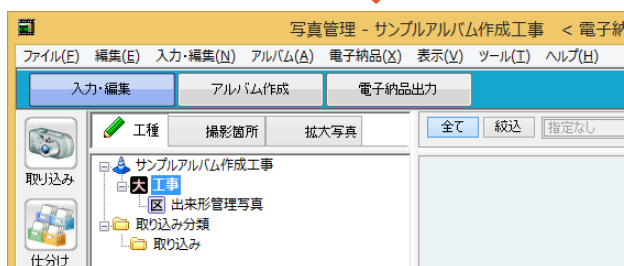 写真管理 - サンプルアルバム作成工事 < 電子納
ファイル(F) 編集(E) 入力・編集(N) アルバム(A) 電子納品(X) 表示(V) ツール(T) ヘルプ(H)
入力・編集 アルバム作成 電子納品出力
工種 撮影箇所 拡大写真 全て 絞込 指定なし
サンプルアルバム作成工事
大 工事
取り込み
区 出来形管理写真
取り込み分類
取り込み
仕分け